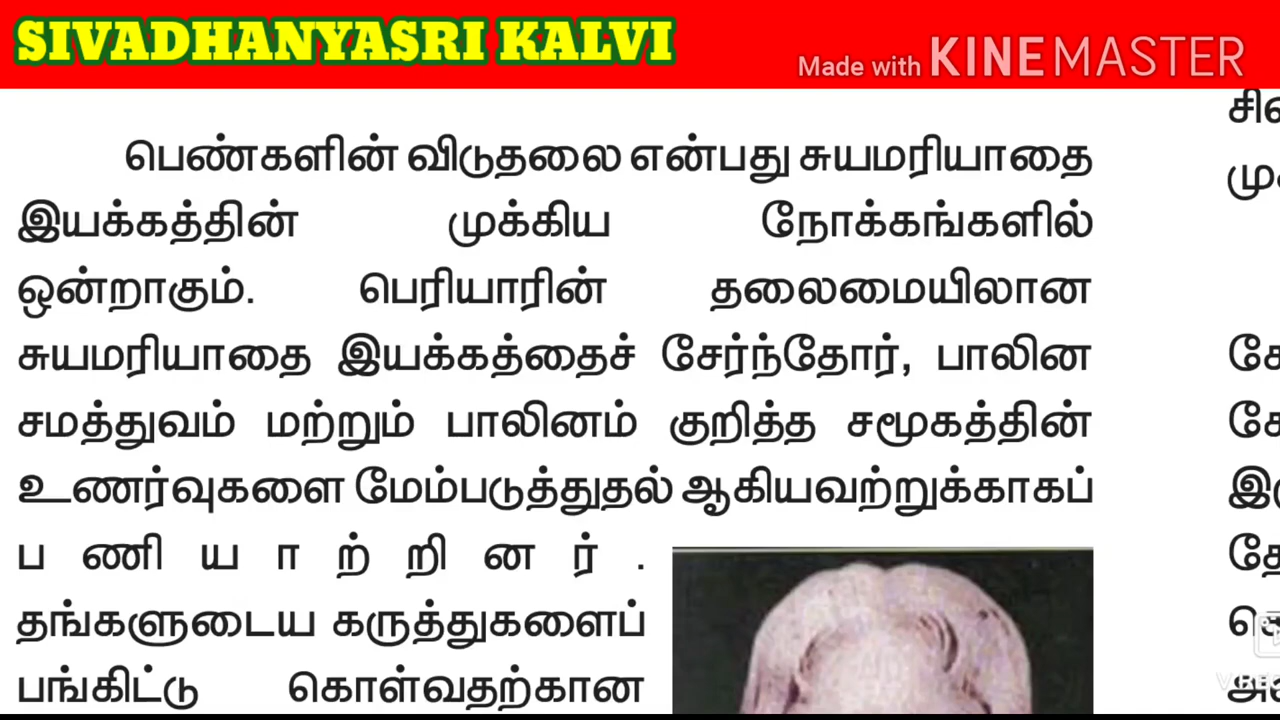 SIVADHANYASRI KALVI
Made with KINEMASTER
பெண்களின் விடுதலை என்பது சுயமரியாதை
இயக்கத்தின் முக்கிய நோக்கங்களில்
ஒன்றாகும். பெரியாரின் தலைமையிலான
சுயமரியாதை இயக்கத்தைச் சேர்ந்தோர், பாலின
சமத்துவம் மற்றும் பாலினம் குறித்த சமூகத்தின்
உணர்வுகளை மேம்படுத்துதல் ஆகியவற்றுக்காகப்
ப ணி ய ா ற் றி ன ர் .
தங்களுடைய கருத்துகளைப்
பங்கிட்டு கொள்வதற்கான